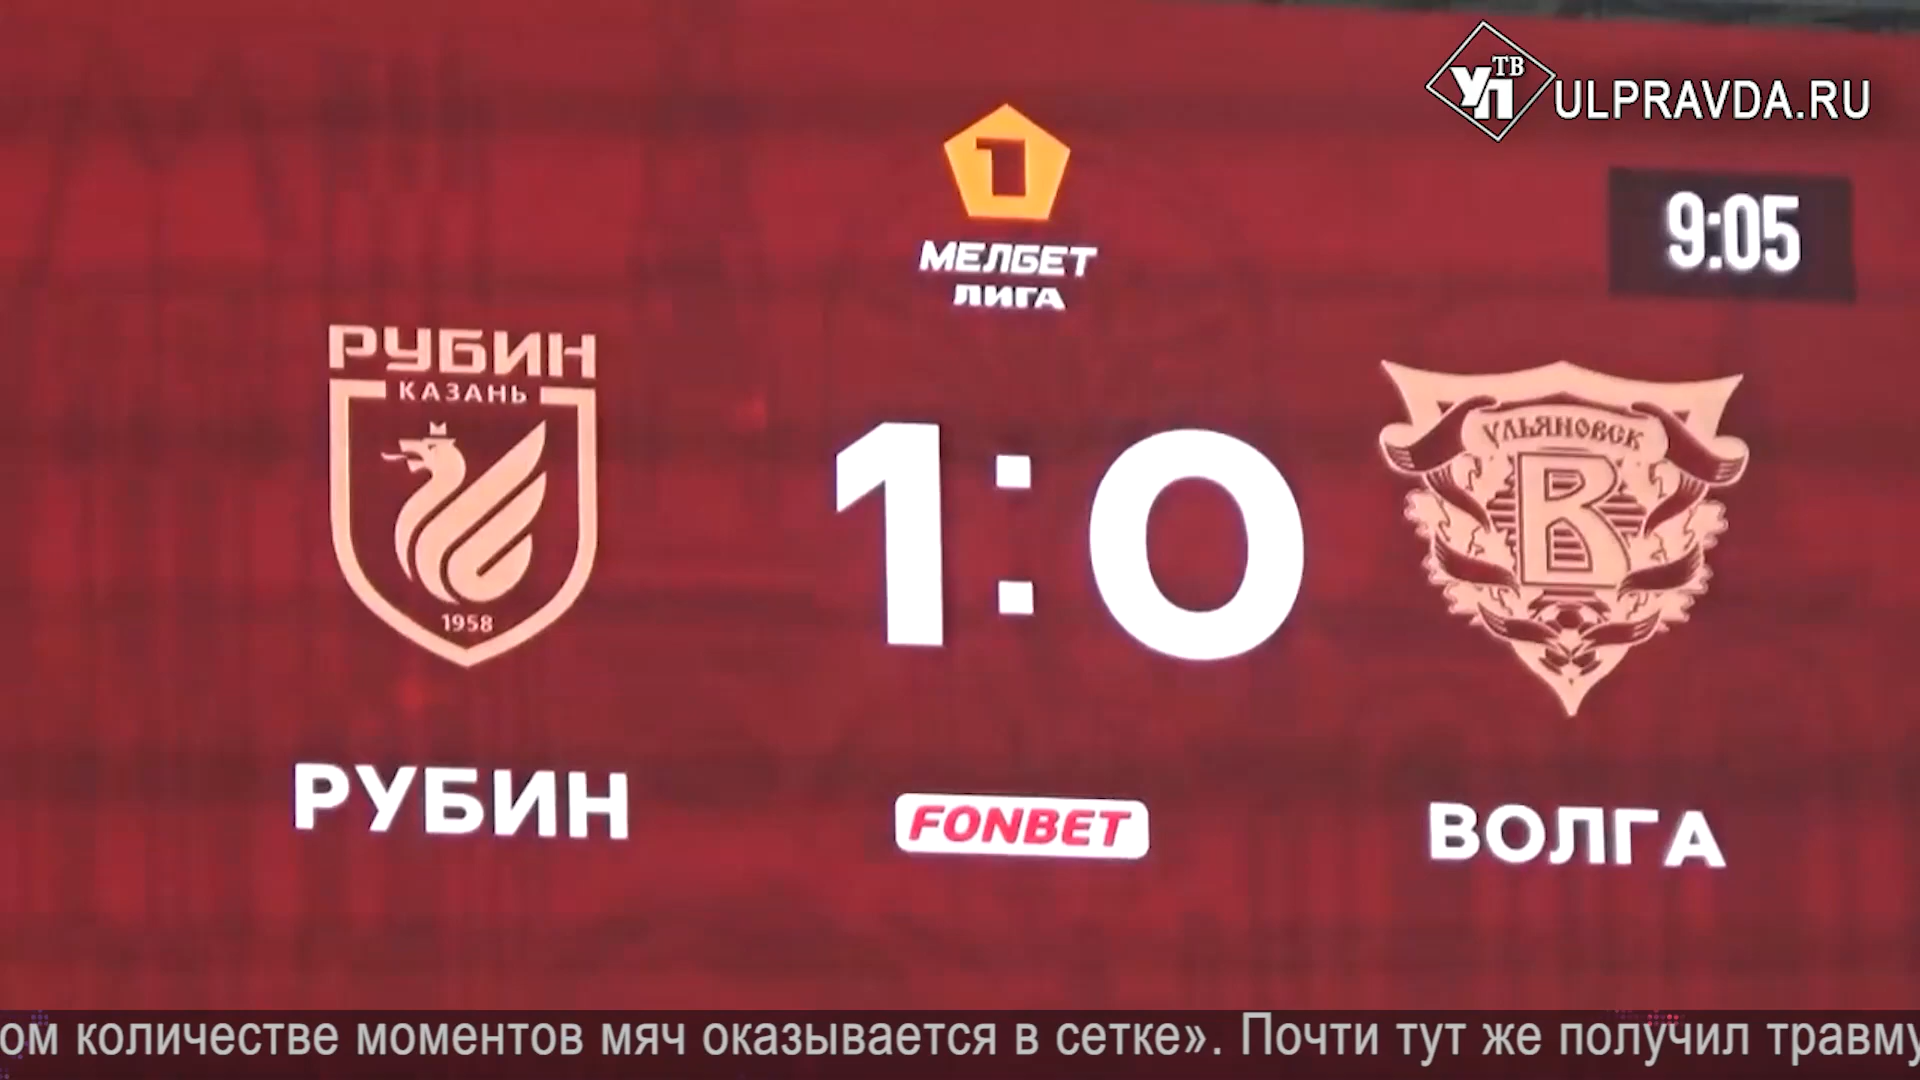 УП ТВ ULPRAVDA.RU
1
МЕЛБЕТ
ЛИГА
9:05
РУБИН
КАЗАНЬ
1958
1:0
УЛЬЯНОВСК
В
РУБИН
FONBET
ВОЛГА
ом количестве моментов мяч оказывается в сетке». Почти тут же получил травму